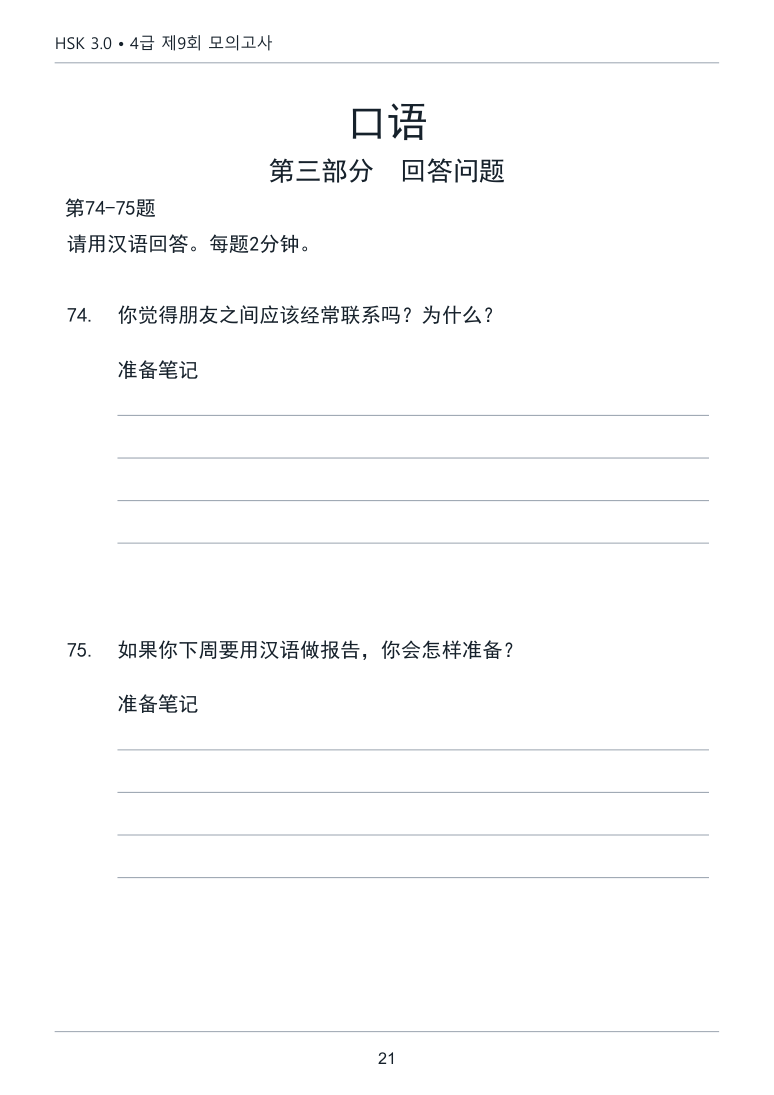 HSK 3.0 • 4급 제9회 모의고사
口语
第三部分　回答问题
第74-75题
请用汉语回答。每题2分钟。
74. 你觉得朋友之间应该经常联系吗？为什么？
准备笔记
75. 如果你下周要用汉语做报告，你会怎样准备？
准备笔记
21